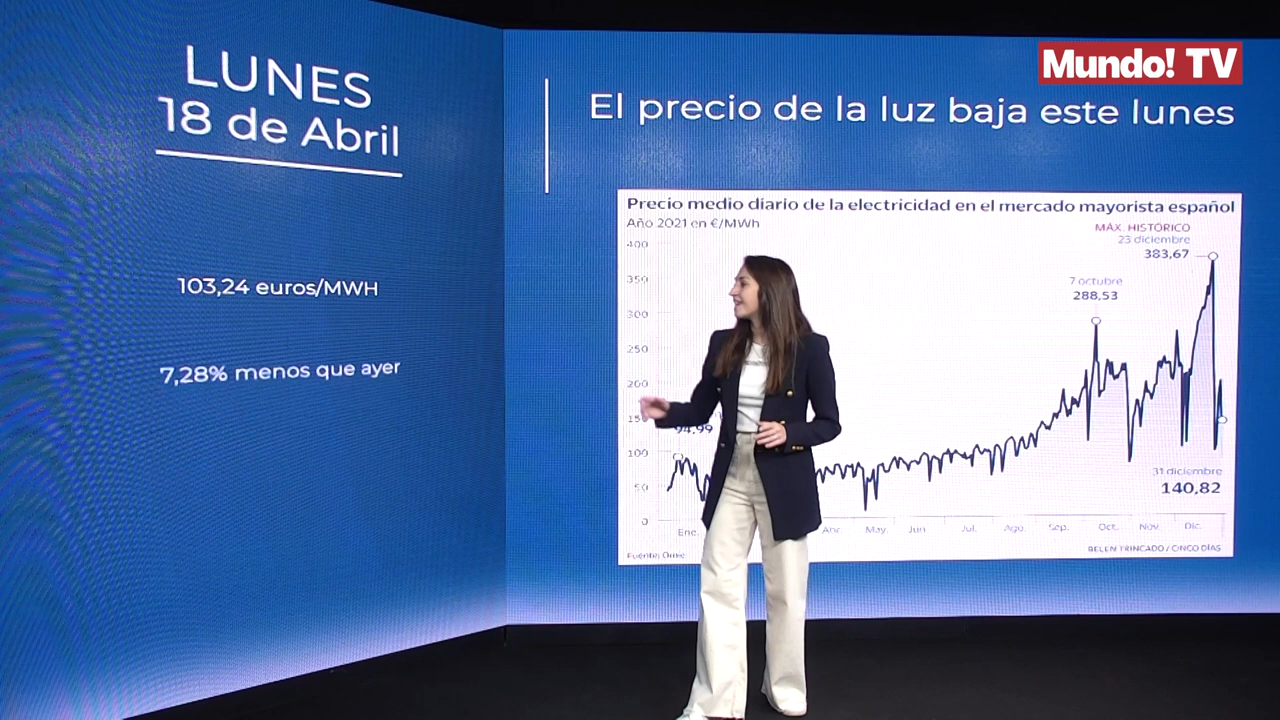 Mundo! TV
LUNES
18 de Abril
103,24 euros/MWH
7,28% menos que ayer
El precio de la luz baja este lunes
Precio medio diario de la electricidad en el mercado mayorista español
Año 2021 en €/MWh
MÁX. HISTÓRICO
23 diciembre
383,67
7 octubre
288,53
400
350
300
250
200
150
100
50
0
94,99
31 diciembre
140,82
Ene.
Abr.
May.
Jun.
Jul.
Ago.
Sep.
Oct.
Nov.
Dic.
Fuente: Omie
BELÉN TRINCADO / CINCO DÍAS